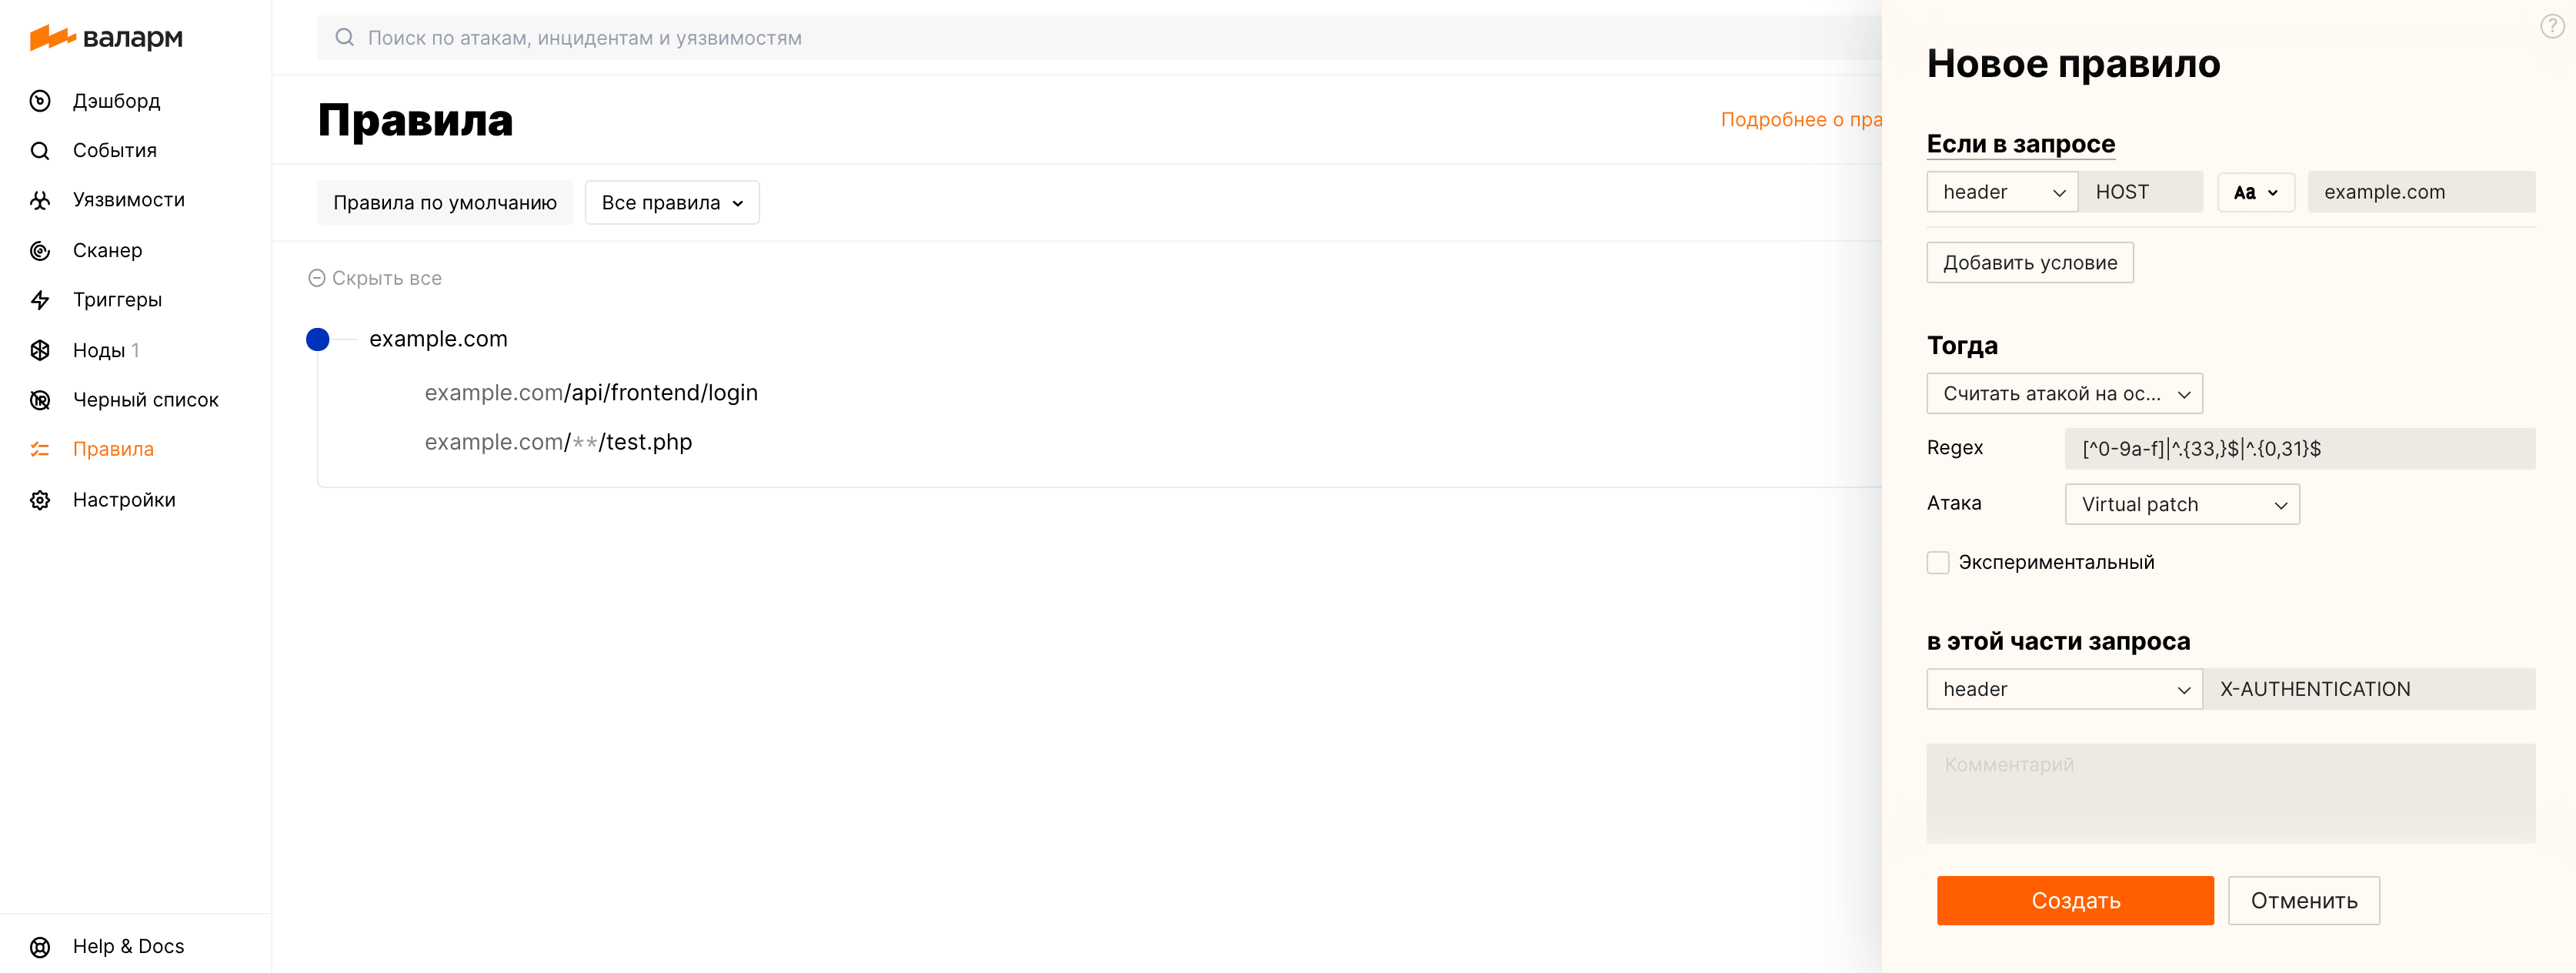 валарм
Дэшборд
События
Уязвимости
Сканер
Триггеры
Ноды 1
Черный список
Правила
Настройки
Help & Docs
Поиск по атакам, инцидентам и уязвимостям
Правила
Подробнее о пра
Правила по умолчанию Все правила
Скрыть все
example.com
example.com/api/frontend/login
example.com/**/test.php
?
Новое правило
Если в запросе
header HOST Aa example.com
Добавить условие
Тогда
Считать атакой на ос...
Regex [^0-9a-f]|^.{33,}$|^.{0,31}$
Атака Virtual patch
Экспериментальный
в этой части запроса
header X-AUTHENTICATION
Комментарий
Создать Отменить